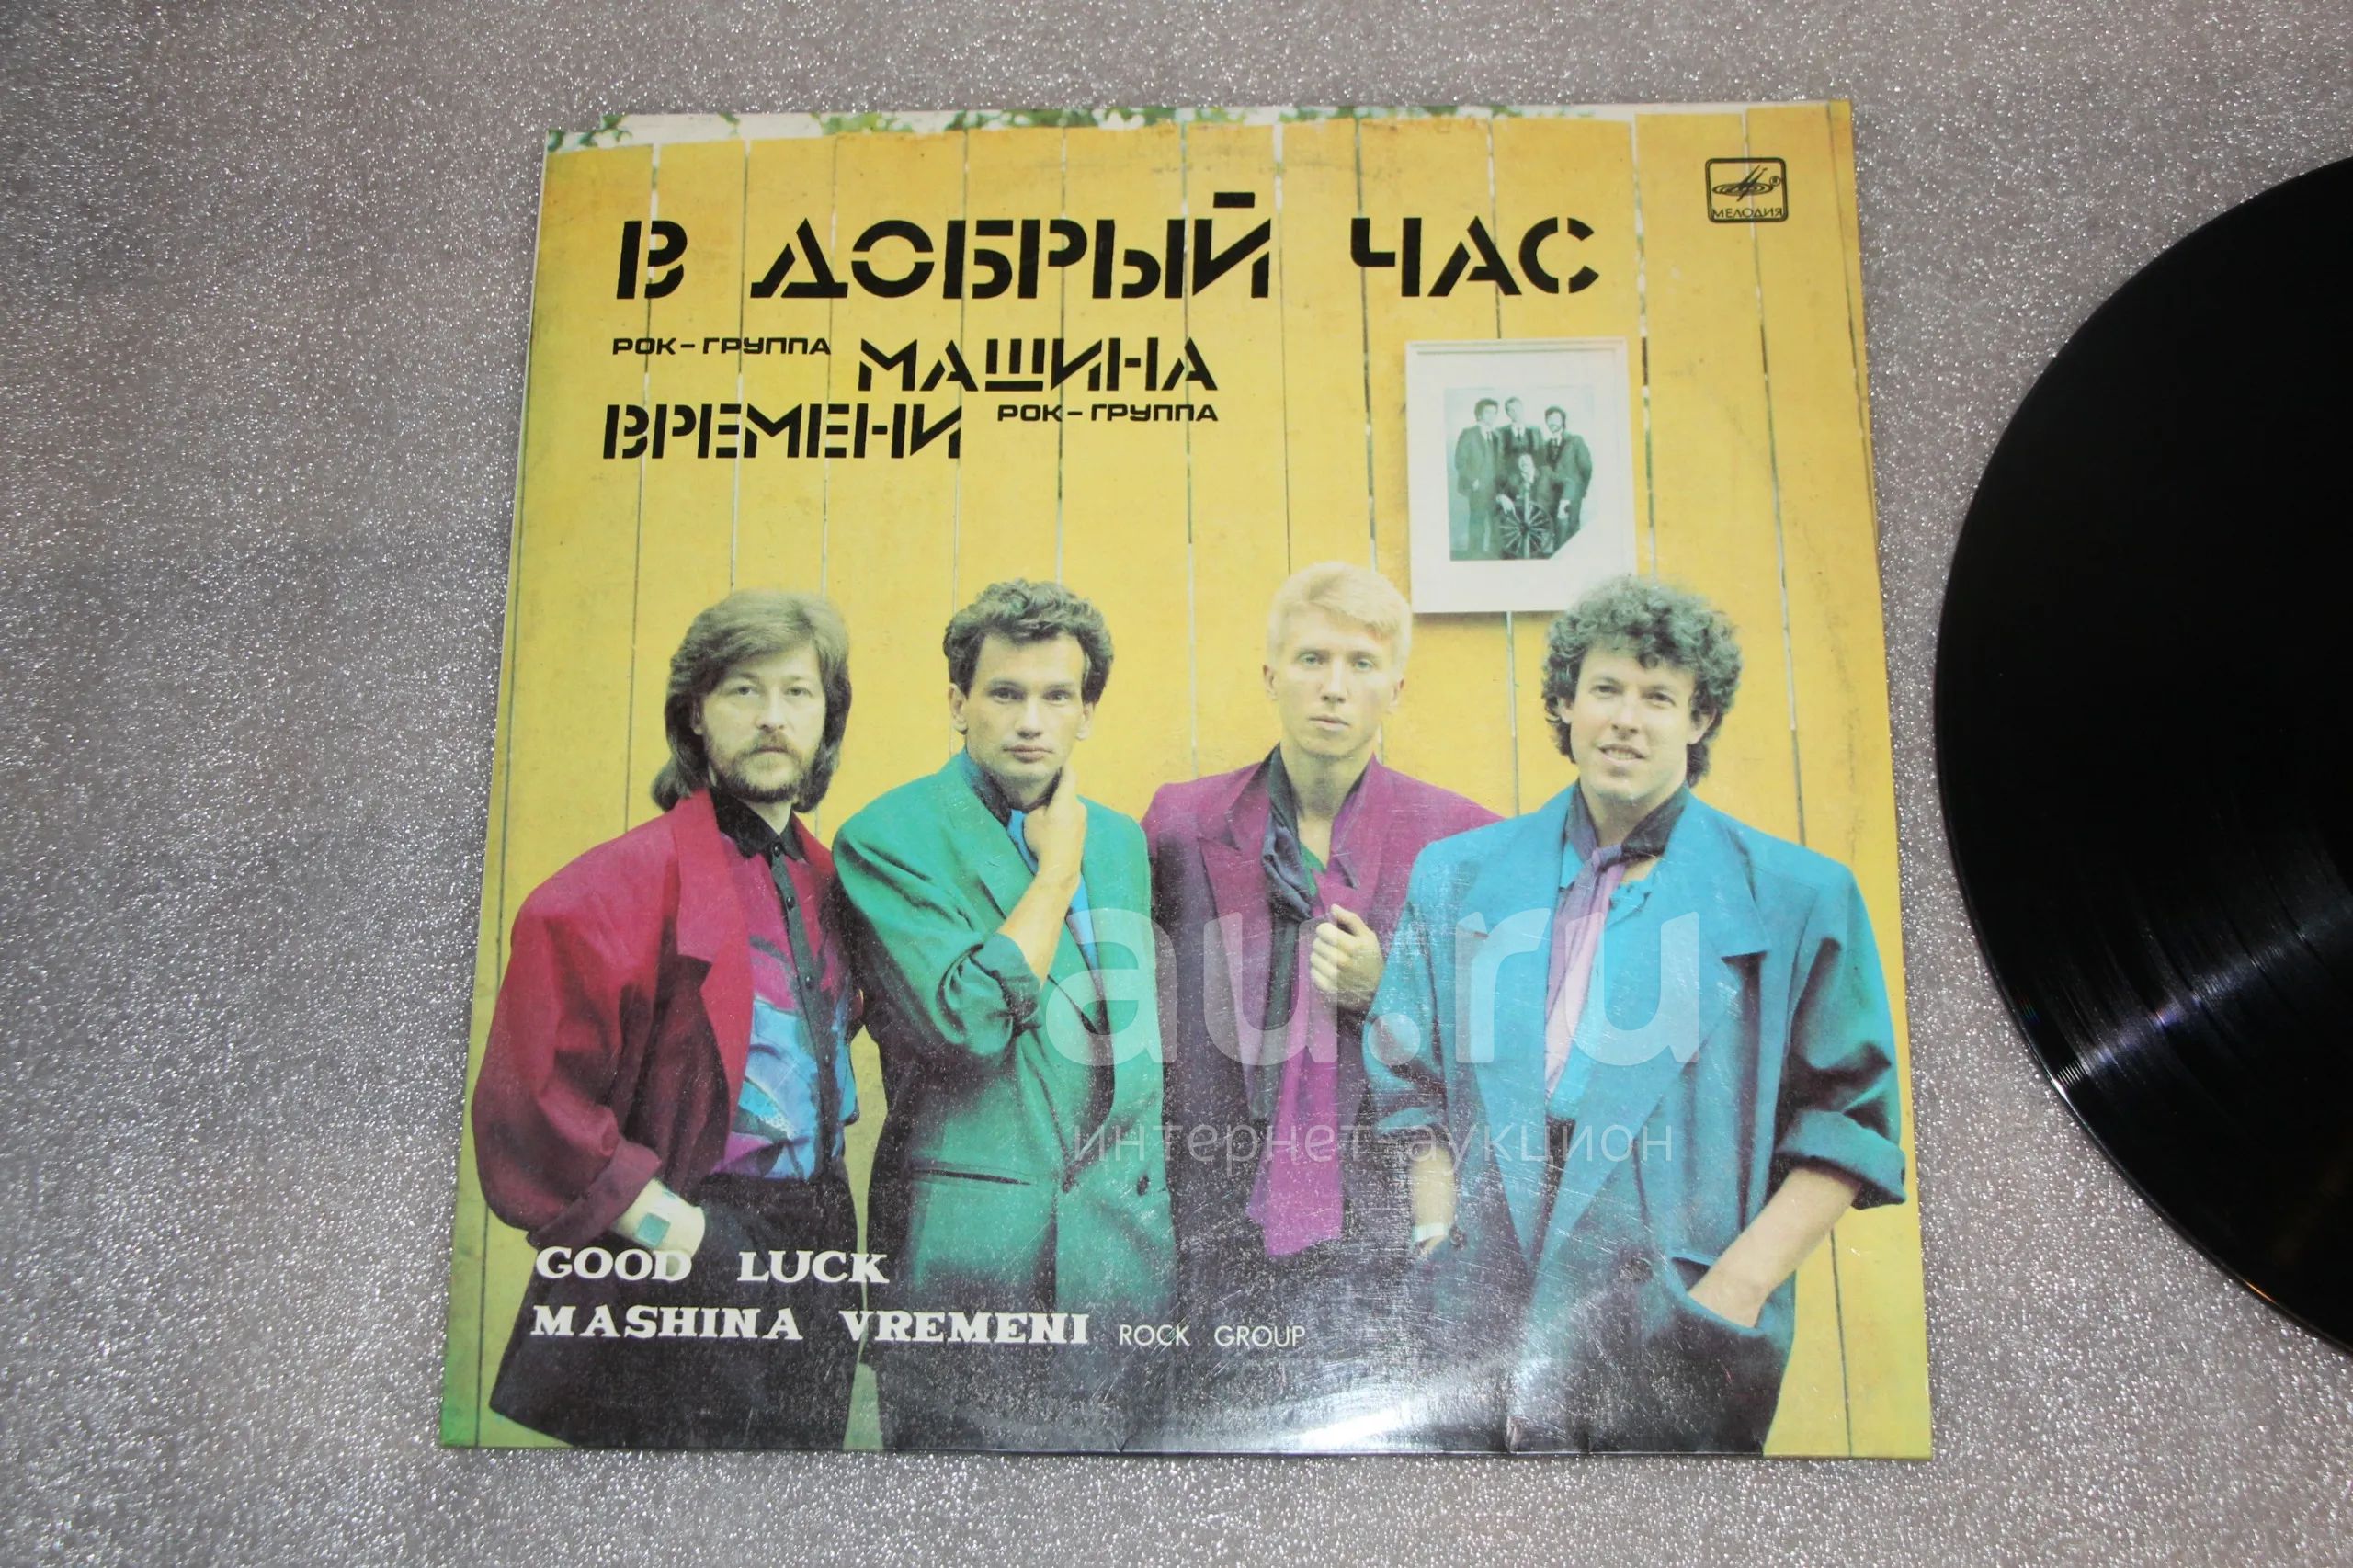 В ДОБРЫЙ ЧАС
МЕЛОДИЯ
РОК-ГРУППА МАШИНА
ВРЕМЕНИ РОК-ГРУППА
au.ru
интернет-аукцион
GOOD LUCK
MASHINA VREMENI ROCK GROUP